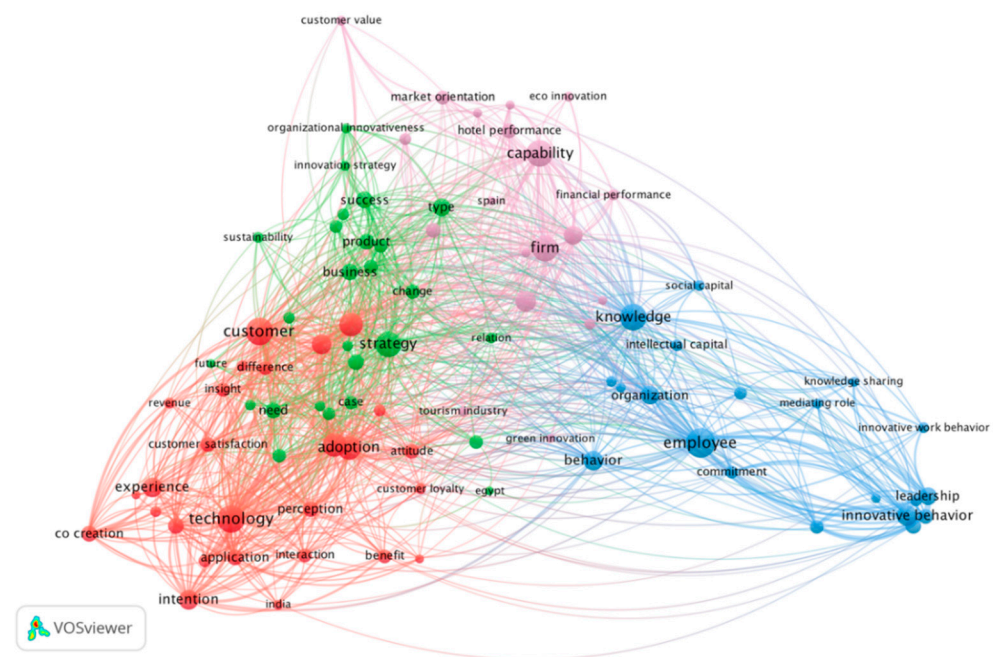 customer value
market orientation
eco innovation
organizational innovativeness
hotel performance
capability
innovation strategy
financial performance
success
type
spain
sustainability
product
firm
business
social capital
change
knowledge
customer
strategy
relation
intellectual capital
future
difference
knowledge sharing
insight
organization
revenue
mediating role
need
case
tourism industry
innovative work behavior
green innovation
employee
customer satisfaction
adoption
attitude
behavior
commitment
experience
customer loyalty
egypt
leadership
technology
perception
innovative behavior
co creation
application
interaction
benefit
intention
india
VOSviewer